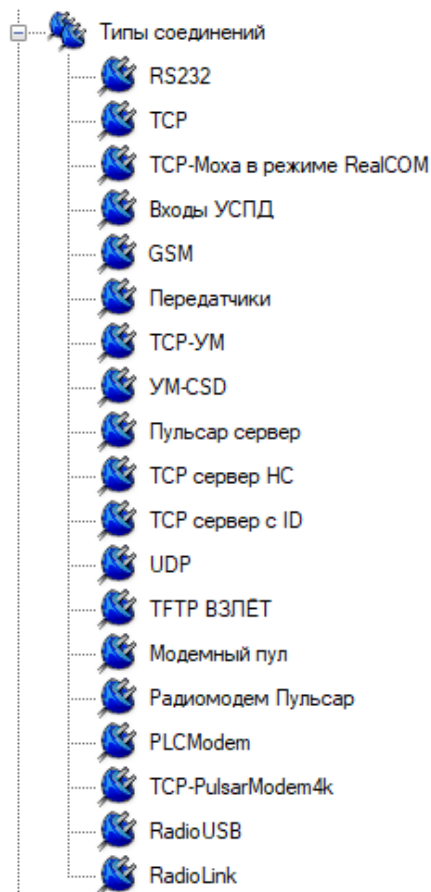 Типы соединений
RS232
TCP
TCP-Моха в режиме RealCOM
Входы УСПД
GSM
Передатчики
TCP-УМ
УМ-CSD
Пульсар сервер
TCP сервер НС
TCP сервер с ID
UDP
TFTP ВЗЛЁТ
Модемный пул
Радиомодем Пульсар
PLCModem
TCP-PulsarModem4k
RadioUSB
RadioLink